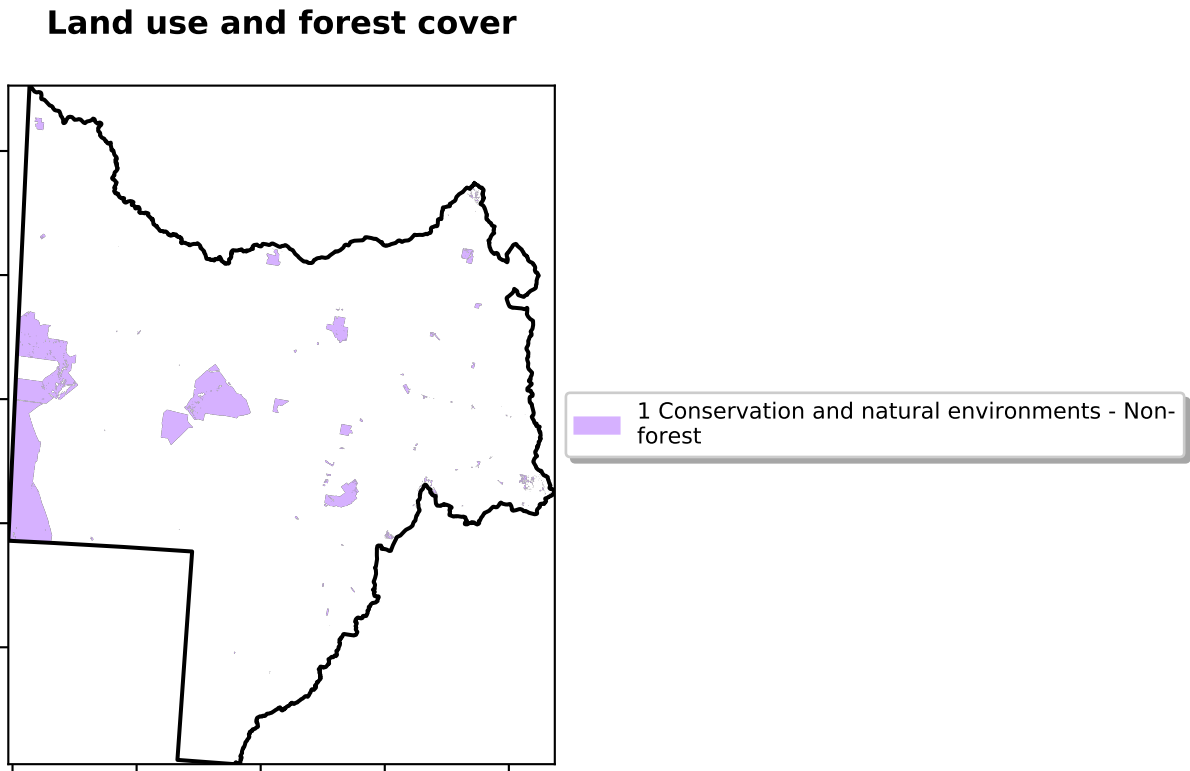 Land use and forest cover
1 Conservation and natural environments - Non-
forest